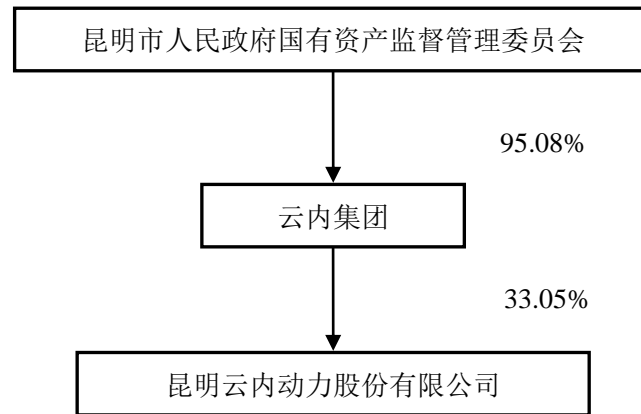 昆明市人民政府国有资产监督管理委员会
95.08%
云内集团
33.05%
昆明云内动力股份有限公司